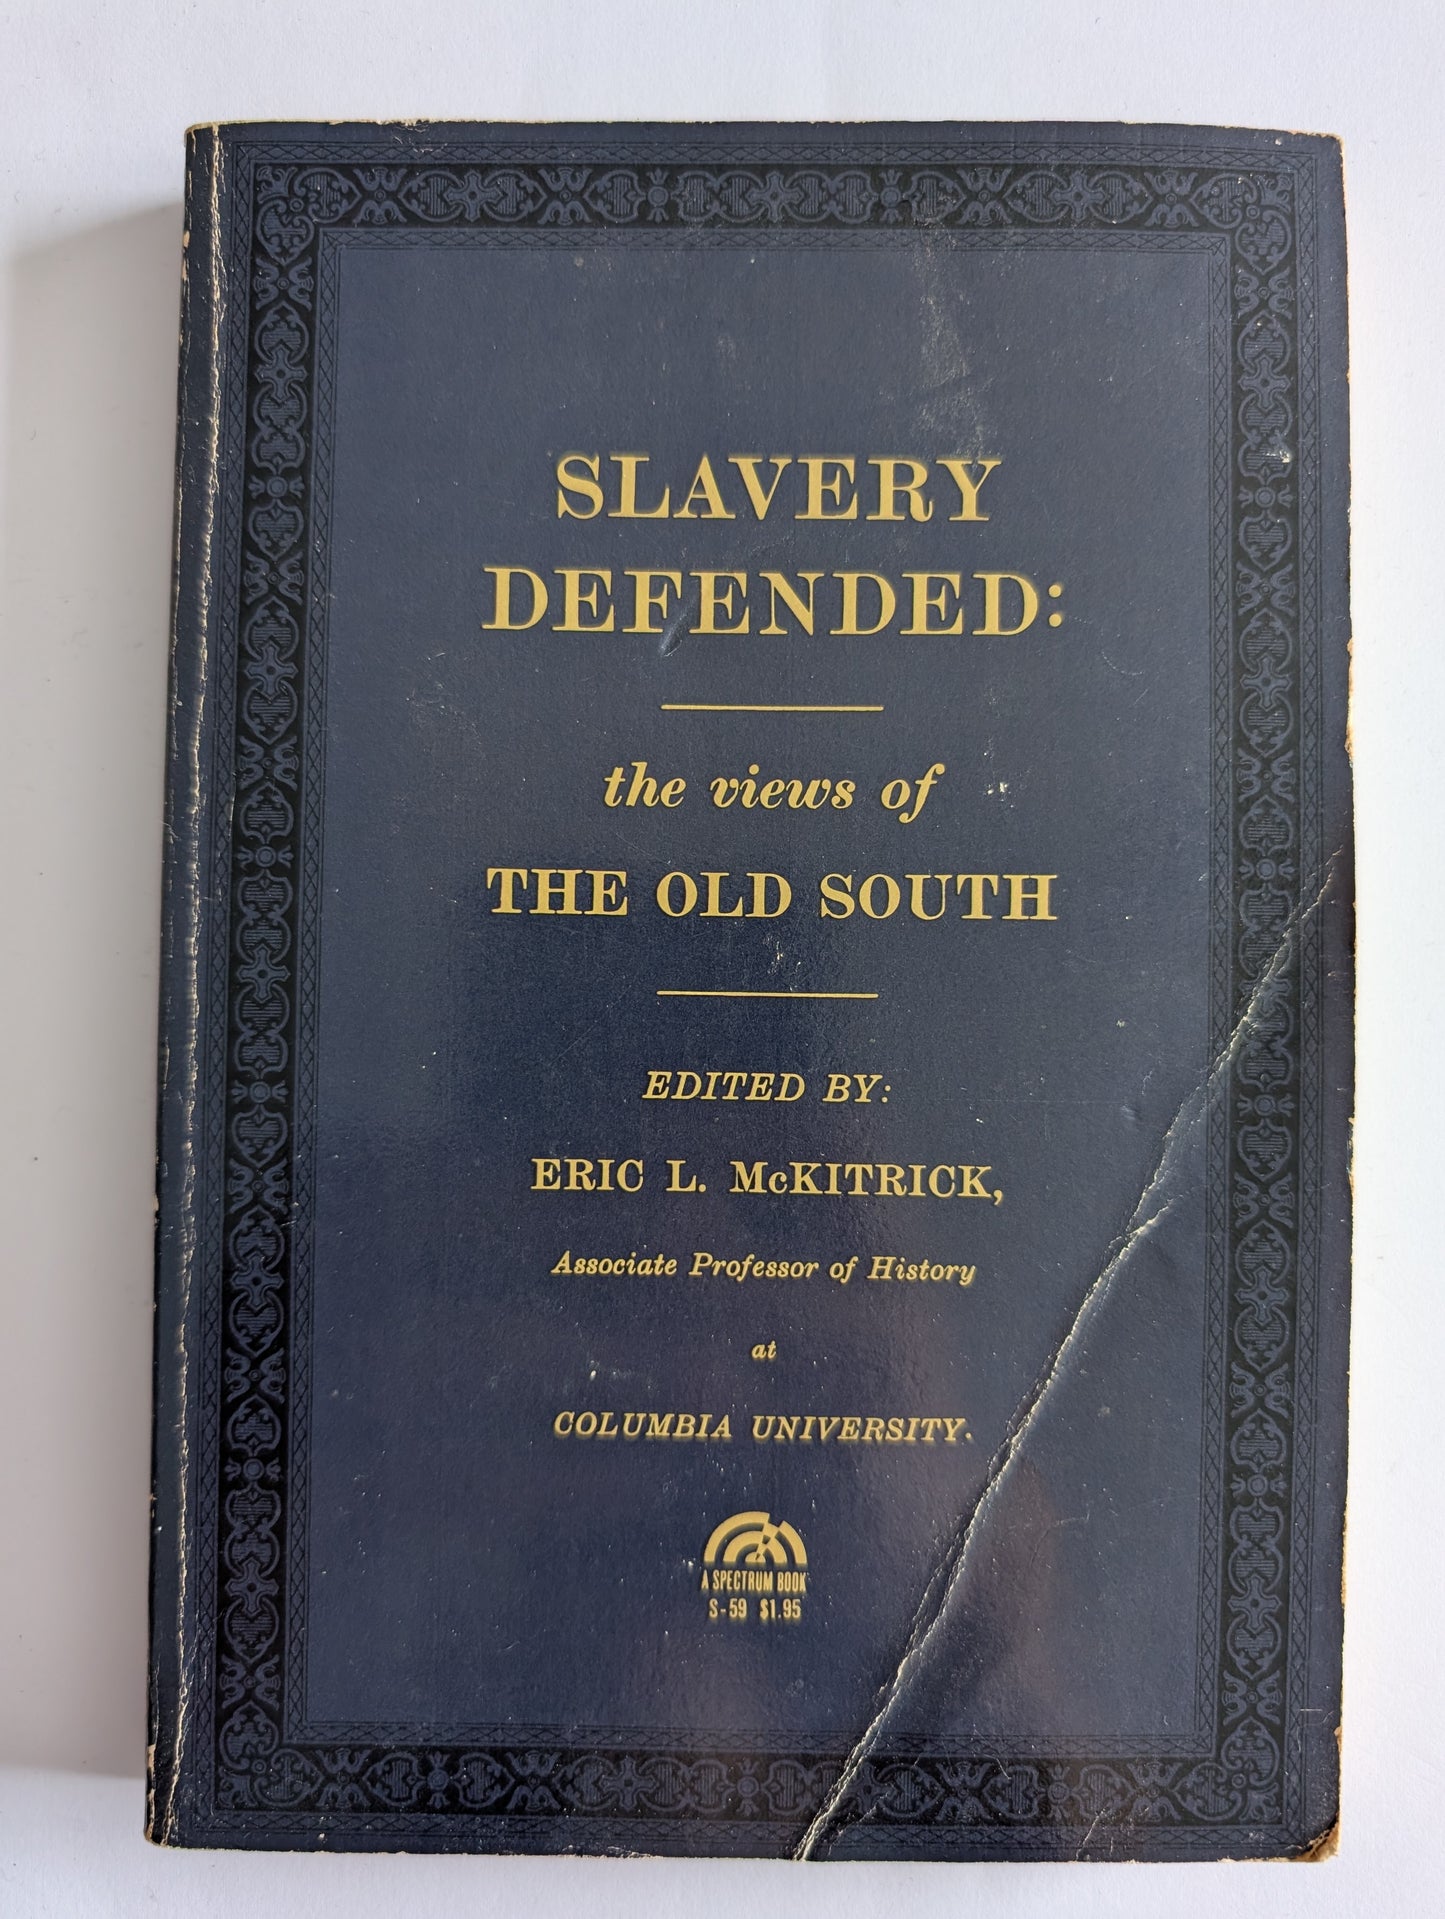 SLAVERY
DEFENDED:
the views of
THE OLD SOUTH
EDITED BY:
ERIC L. McKITRICK,
Associate Professor of History
at
COLUMBIA UNIVERSITY.
A SPECTRUM BOOK
S-59 $1.95